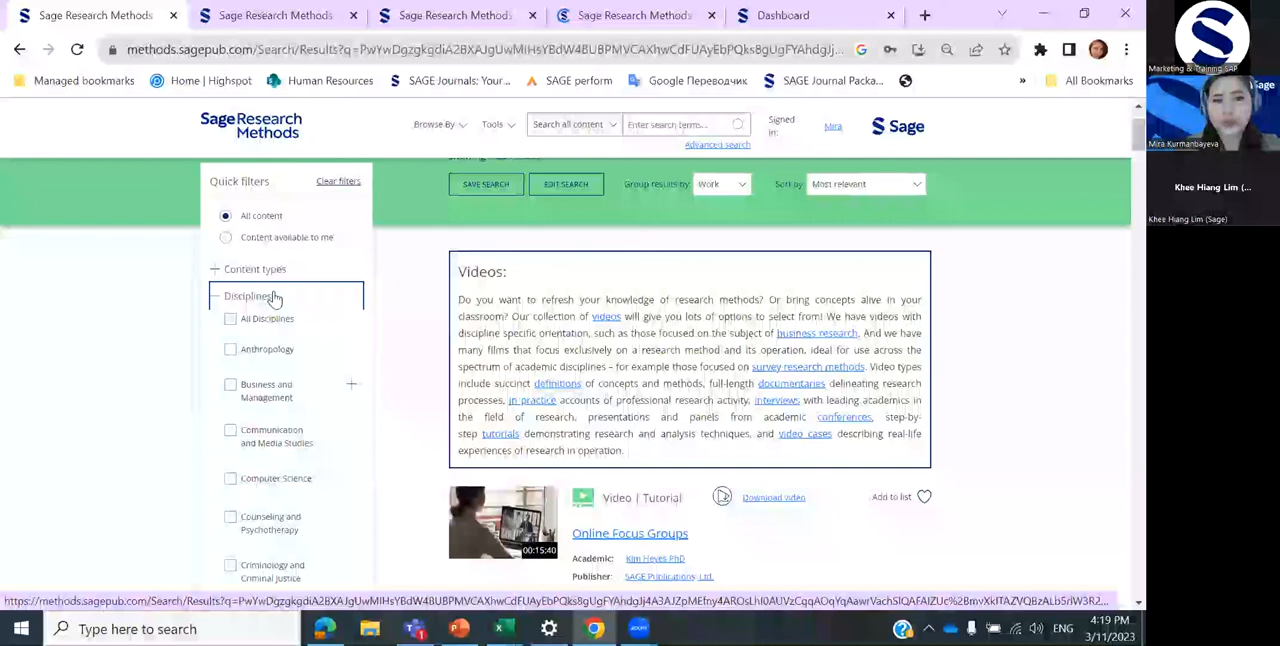 Sage Research Methods
Sage Research Methods
Sage Research Methods
Sage Research Methods
Dashboard
methods.sagepub.com/Search/Results?q=
Managed bookmarks
Home | Highspot
Human Resources
SAGE Journal
SAGE perform
Google Переводчик
SAGE Journal Packa...
»
All Bookmarks
Sage Research
Methods
Browse By
Tools
Search all content
Enter search terms...
Advanced search
Signed
in:
Mira
Sage
Quick filters
Clear filters
All content
Content available to me
Content types
Disciplines
All Disciplines
Anthropology
Business and
Management
Communication
and Media Studies
Computer Science
Counseling and
Psychotherapy
Criminology and
Criminal Justice
SAVE SEARCH
EDIT SEARCH
Group results by:
Work
Sort by
Most relevant
Videos:
Do you want to refresh your knowledge of research methods? Or bring concepts alive in your
classroom? Our collection of videos will give you lots of options to select from! We have videos with
discipline specific orientation, such as those focused on the subject of business research. And we have
many films that focus exclusively on a research method and its operation, ideal for use across the
spectrum of academic disciplines – for example those focused on survey research methods. Video types
include succinct definitions of concepts and methods, full-length documentaries delineating research
processes, in practice accounts of professional research activity, interviews with leading academics in
the field of research, presentations and panels from academic conferences, step-by-
step tutorials demonstrating research and analysis techniques, and video cases describing real-life
experiences of research in operation.
00:15:40
Video | Tutorial
Download video
Add to list
Online Focus Groups
Academic:
Kim Heyes PhD
Publisher:
SAGE Publications, Ltd.
https://methods.sagepub.com/Search/Results?q=
Type here to search
ENG
4:19 PM
3/11/2023
Marketing & Training SAP
Sage
Mira Kurmanbayeva
Khee Hiang Lim (...
Khee Hiang Lim (Sage)